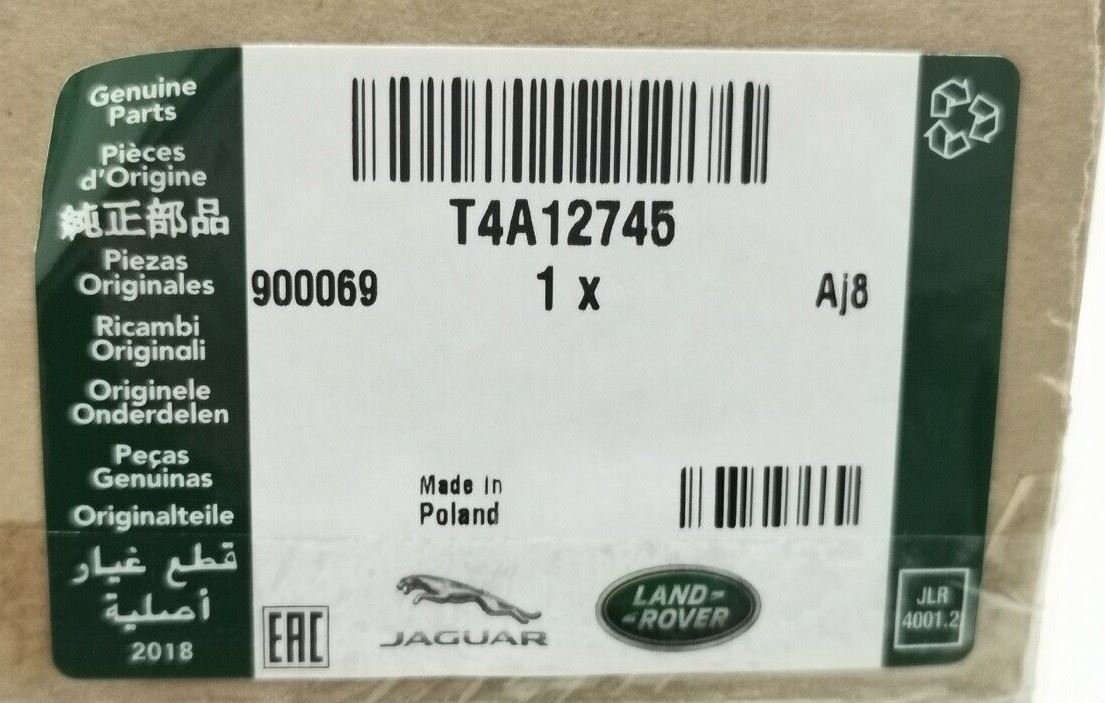 Genuine
Parts
Pièces
d'Origine
純正部品
Piezas
Originales
Ricambi
Originali
Originele
Onderdelen
Peças
Genuinas
Originalteile
قطع غيار
أصلية
2018
T4A12745
900069 1 x Aj8
Made in
Poland
EAC
JAGUAR
LAND-
-ROVER
JLR
4001.2